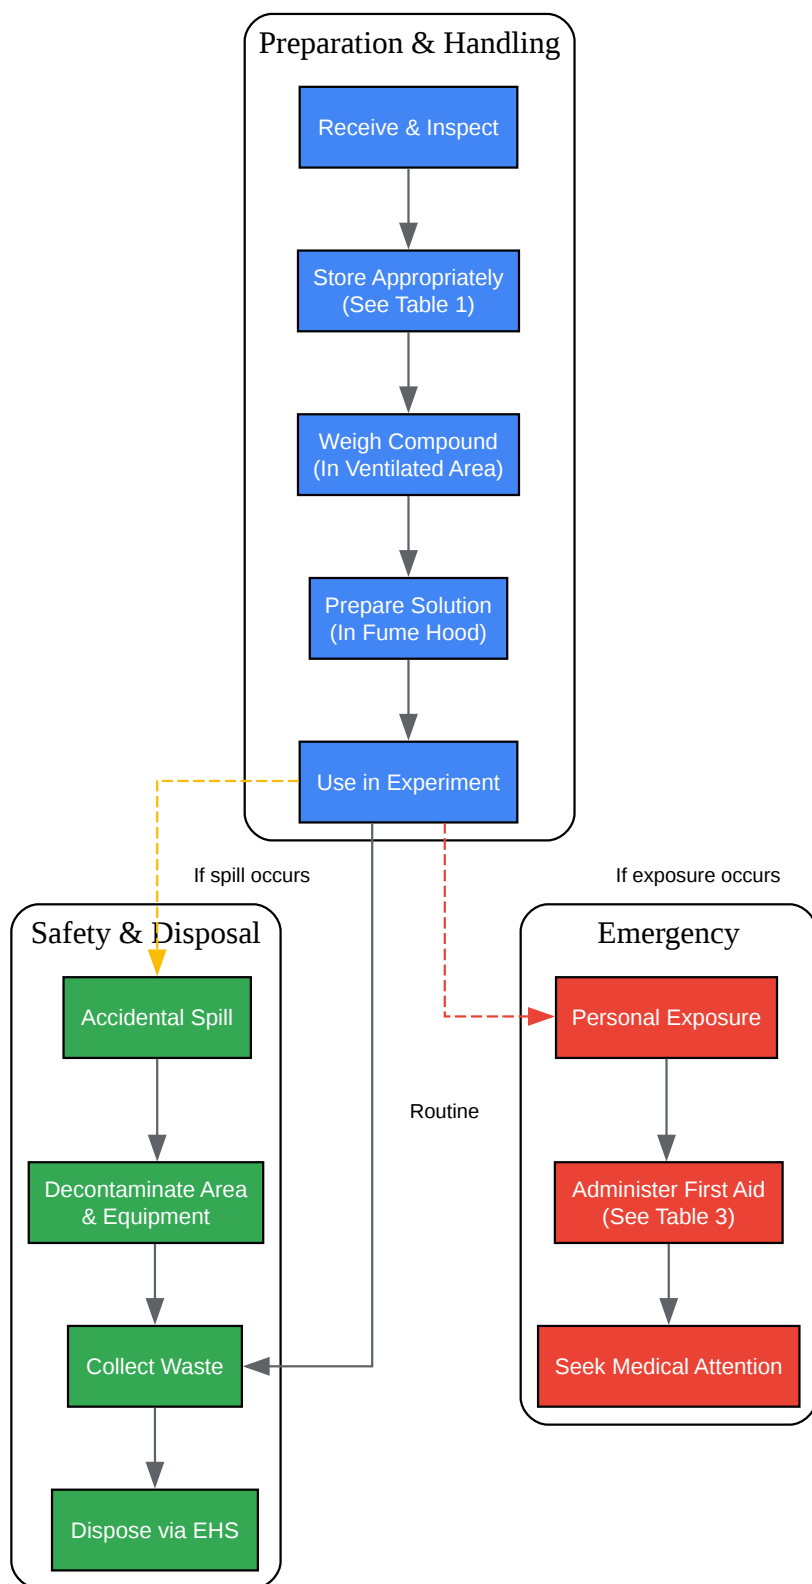 Preparation & Handling
Receive & Inspect
Store Appropriately
(See Table 1)
Weigh Compound
(In Ventilated Area)
Prepare Solution
(In Fume Hood)
Use in Experiment
If spill occurs
If exposure occurs
Safety & Disposal
Emergency
Accidental Spill
Personal Exposure
Routine
Decontaminate Area
& Equipment
Administer First Aid
(See Table 3)
Collect Waste
Seek Medical Attention
Dispose via EHS